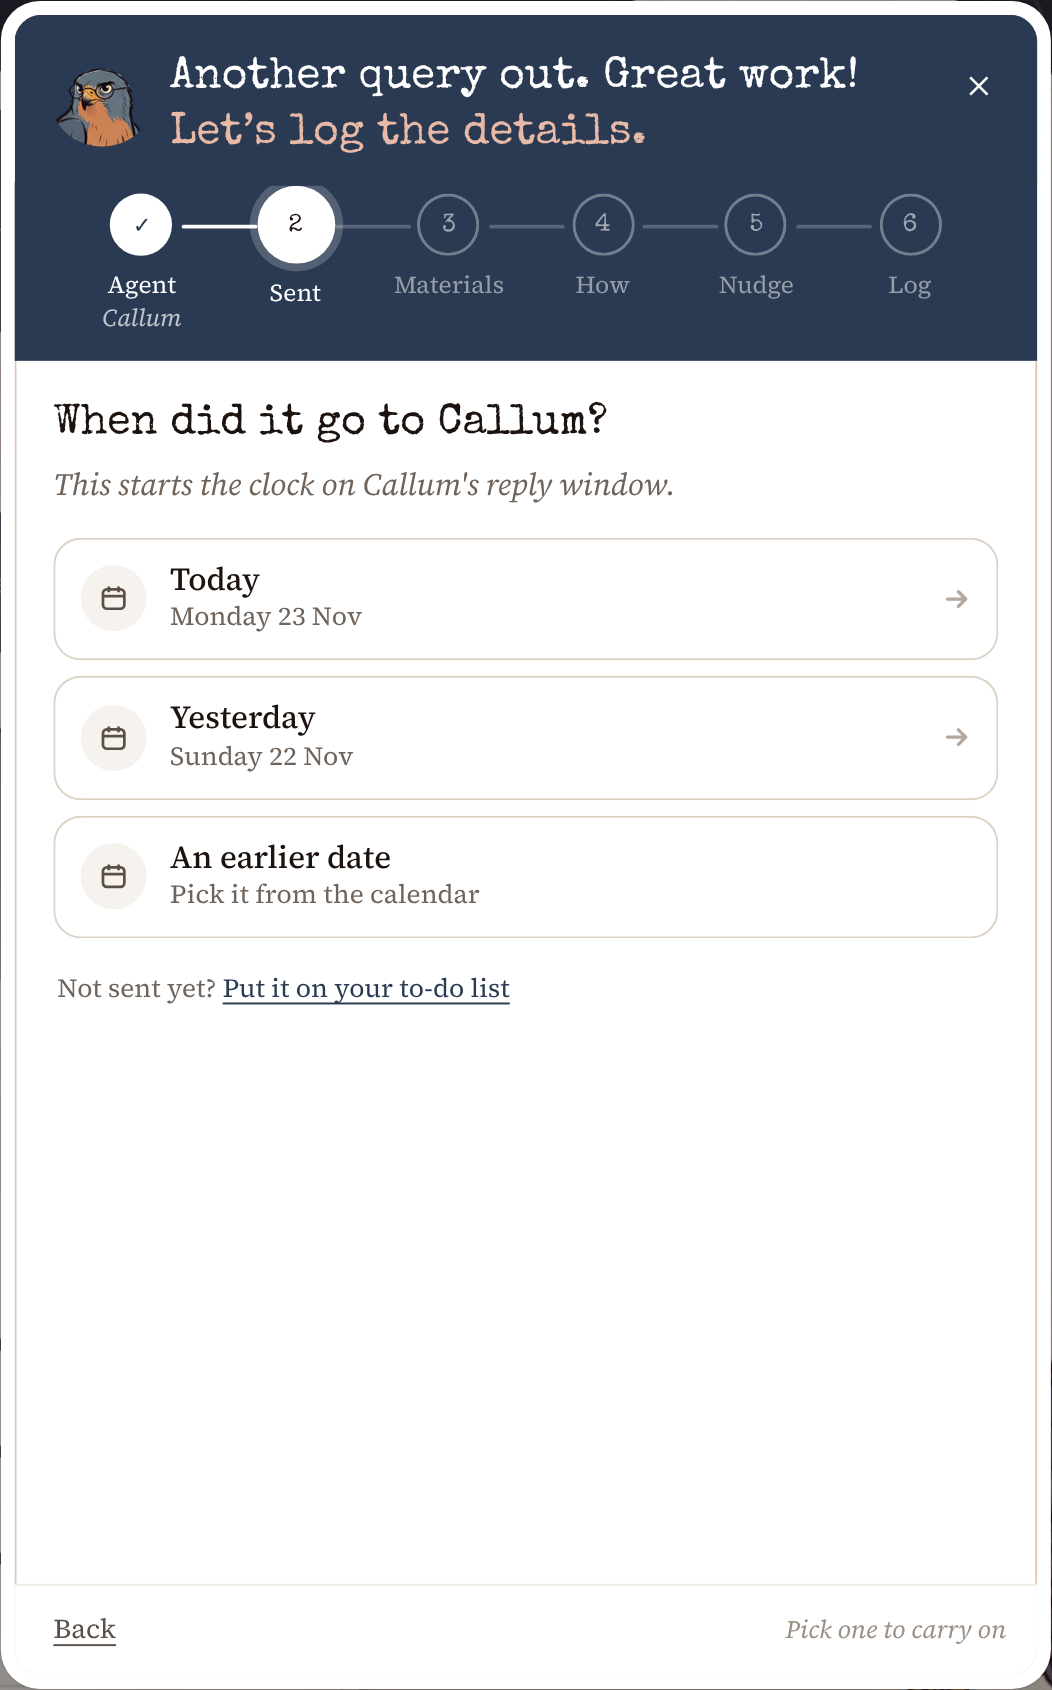 Another query out. Great work!
Let’s log the details.
✓
2
3
4
5
6
Agent
Sent
Materials
How
Nudge
Log
Callum
When did it go to Callum?
This starts the clock on Callum's reply window.
Today
Monday 23 Nov
Yesterday
Sunday 22 Nov
An earlier date
Pick it from the calendar
Not sent yet? Put it on your to-do list
Back
Pick one to carry on